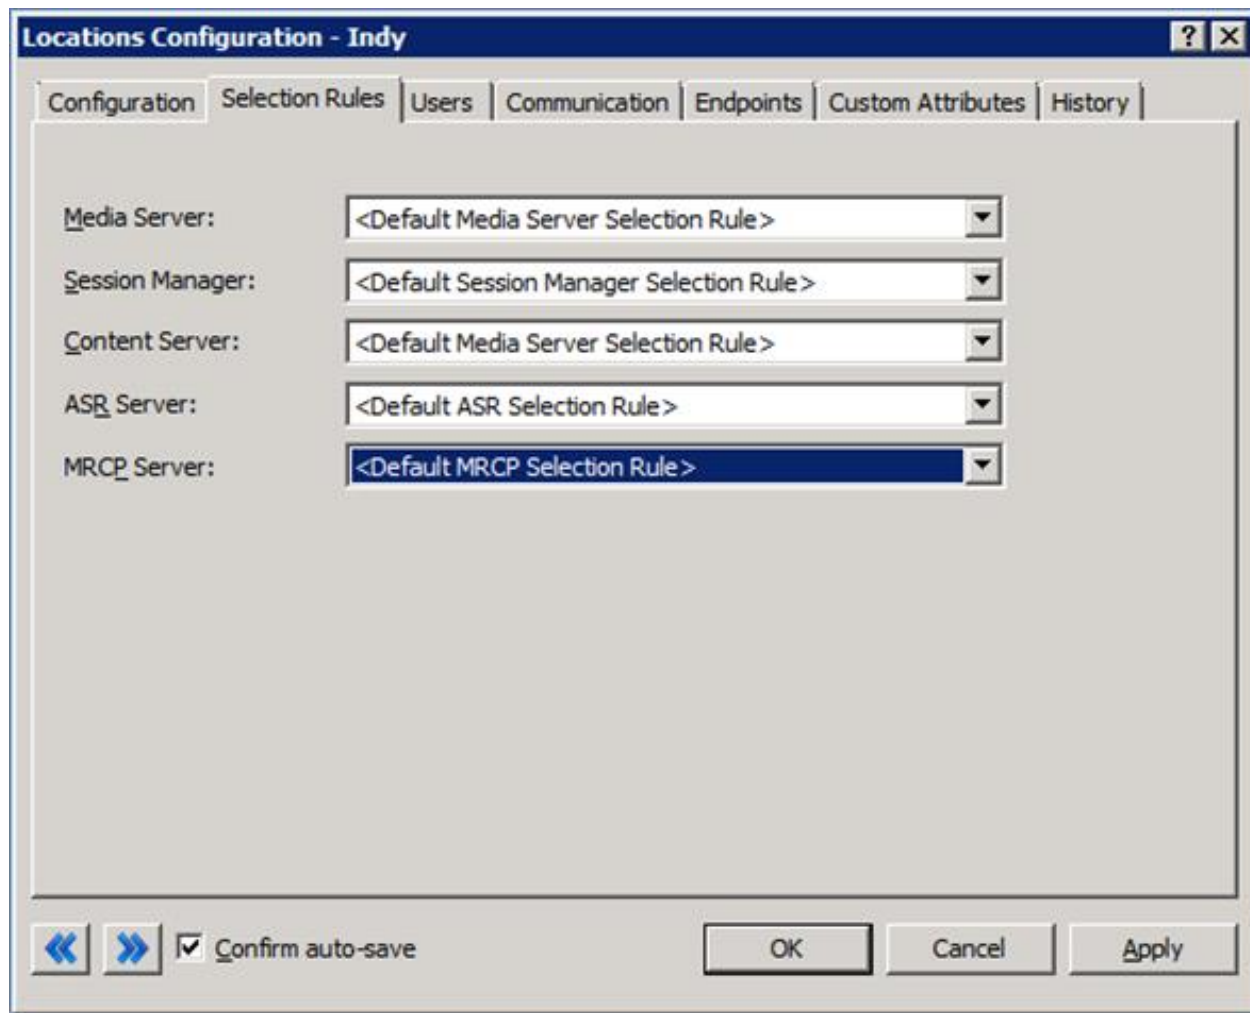 Locations Configuration - Indy
Configuration Selection Rules Users Communication Endpoints Custom Attributes History
Media Server: <Default Media Server Selection Rule>
Session Manager: <Default Session Manager Selection Rule>
Content Server: <Default Media Server Selection Rule>
ASR Server: <Default ASR Selection Rule>
MRCP Server: <Default MRCP Selection Rule>
Confirm auto-save OK Cancel Apply